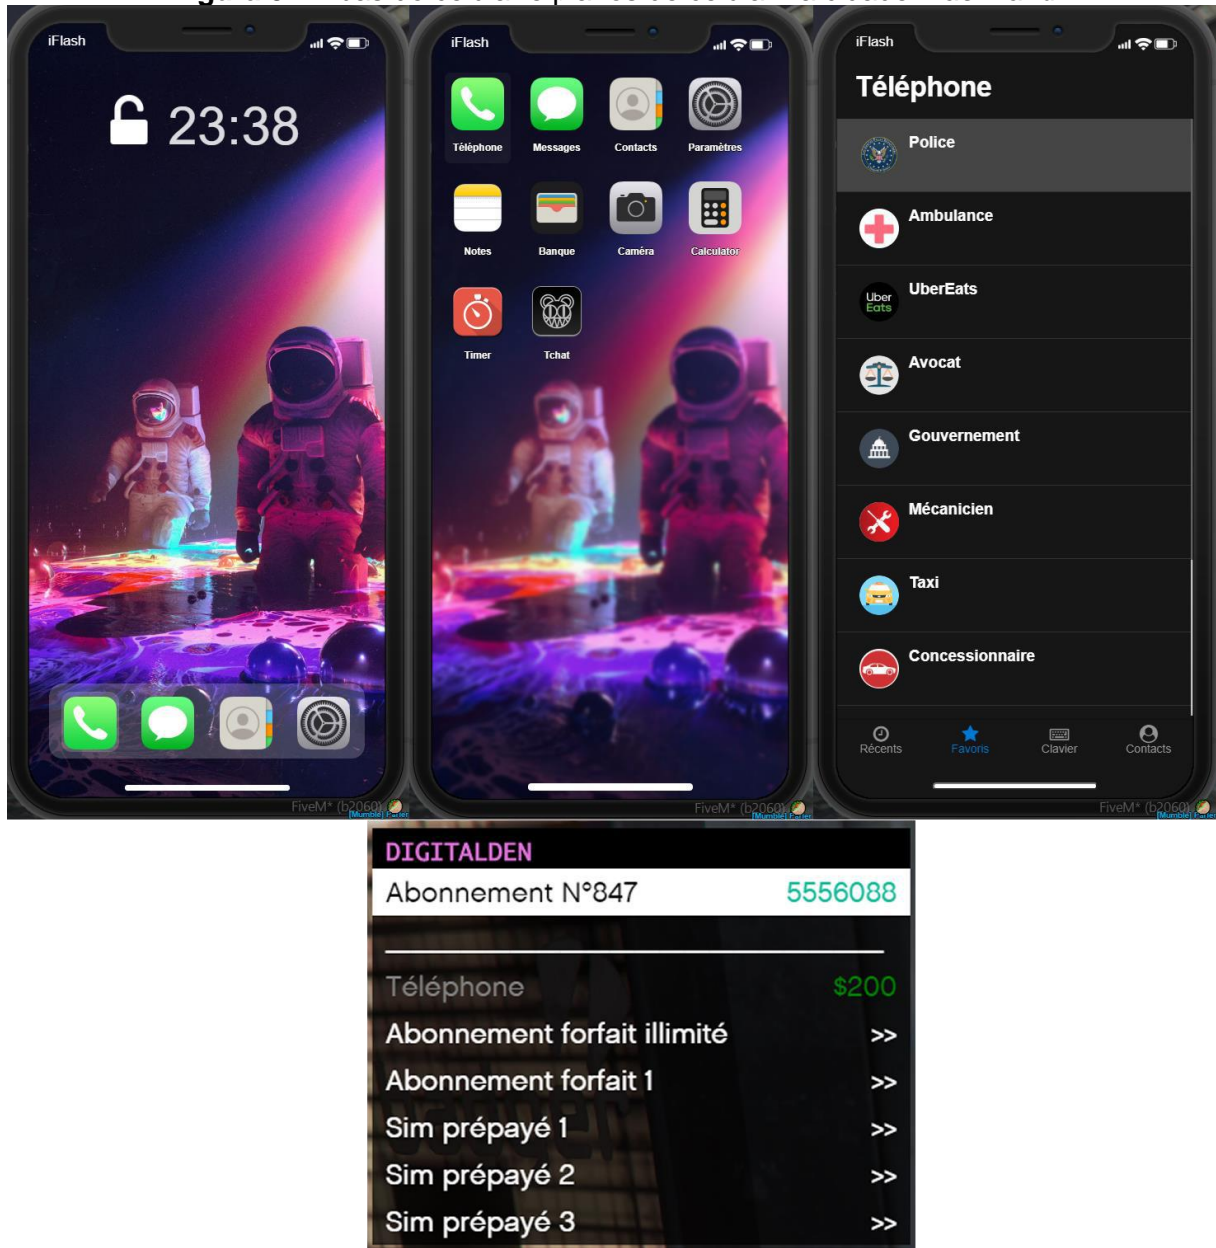 iFlash
23:38
FiveM* (b2060)
iFlash
Téléphone Messages Contacts Paramètres
Notes Banque Caméra Calculator
Timer Tchat
FiveM* (b2060)
iFlash
Téléphone
Police
Ambulance
UberEats
Uber
Eats
Avocat
Gouvernement
Mécanicien
Taxi
Concessionnaire
Récents Favoris Clavier Contacts
FiveM* (b2060)
[Mumble]
DIGITALDEN
Abonnement N°847 5556088
Téléphone $200
Abonnement forfait illimité >>
Abonnement forfait 1 >>
Sim prépayé 1 >>
Sim prépayé 2 >>
Sim prépayé 3 >>